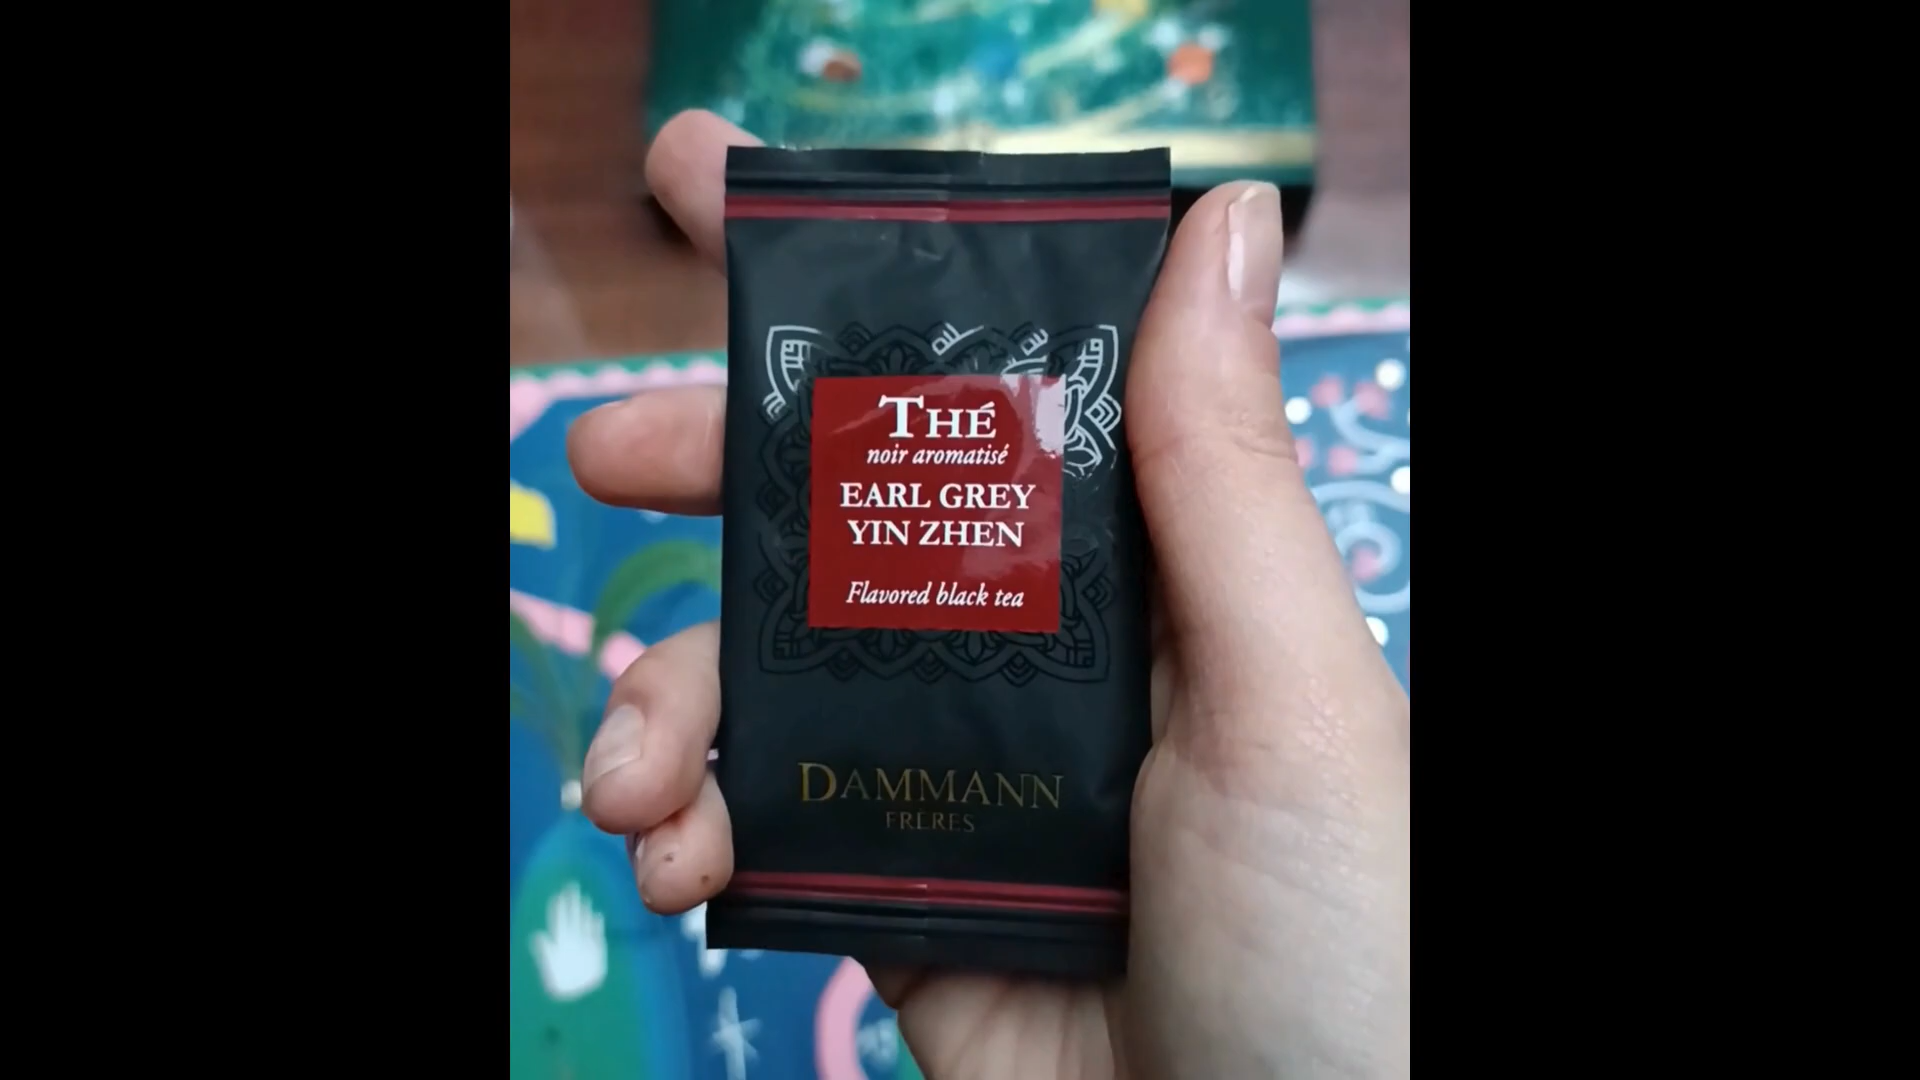 THÉ
noir aromatisé
EARL GREY
YIN ZHEN
Flavored black tea
DAMMANN
FRÈRES